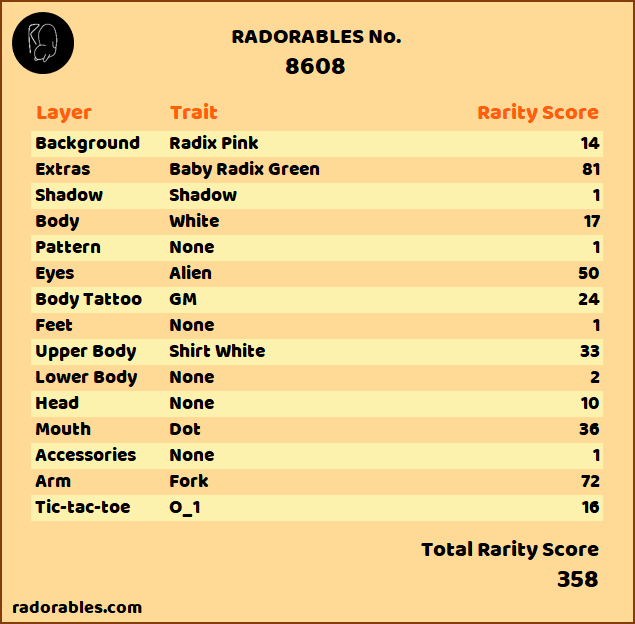 RADORABLES No.
8608
Layer Trait Rarity Score
Background Radix Pink 14
Extras Baby Radix Green 81
Shadow Shadow 1
Body White 17
Pattern None 1
Eyes Alien 50
Body Tattoo GM 24
Feet None 1
Upper Body Shirt White 33
Lower Body None 2
Head None 10
Mouth Dot 36
Accessories None 1
Arm Fork 72
Tic-tac-toe O_1 16
Total Rarity Score
358
radorables.com